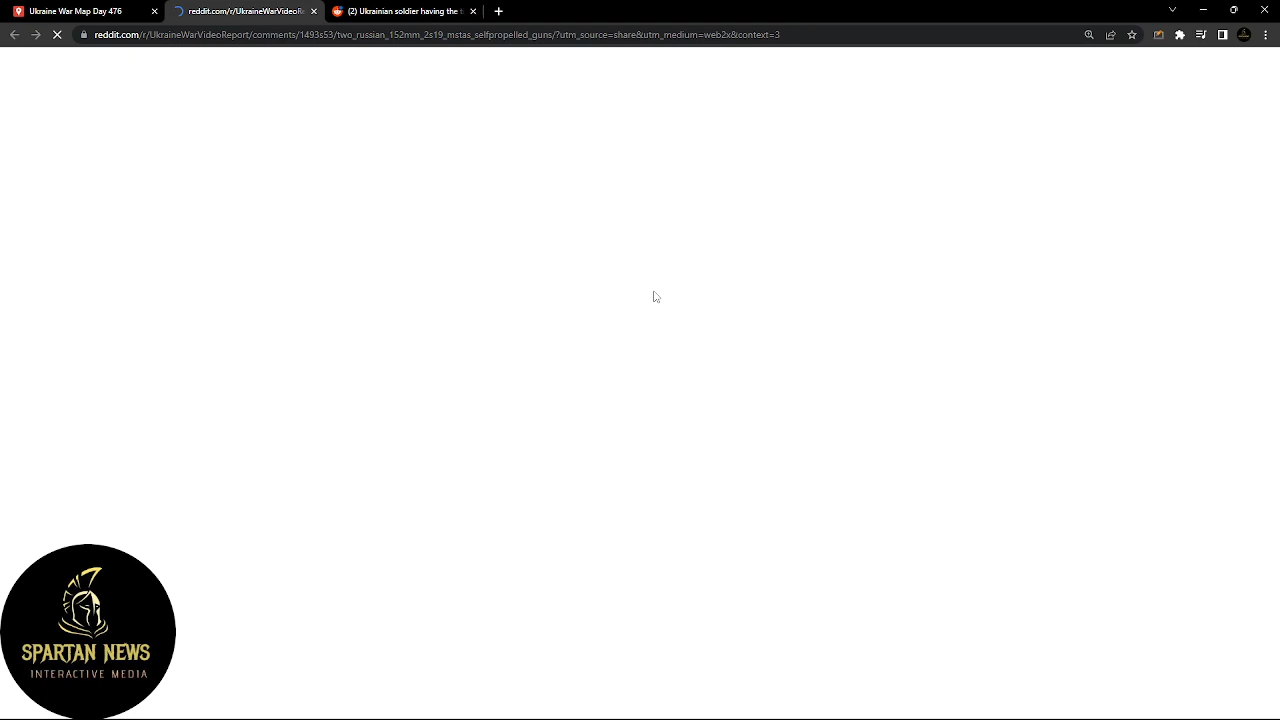 Ukraine War Map Day 476
reddit.com/r/UkraineWarVideoRe
(2) Ukrainian soldier having the t
reddit.com/r/UkraineWarVideoReport/comments/1493s53/two_russian_152mm_2s19_mstas_selfpropelled_guns/?utm_source=share&utm_medium=web2x&context=3
SPARTAN NEWS
INTERACTIVE MEDIA